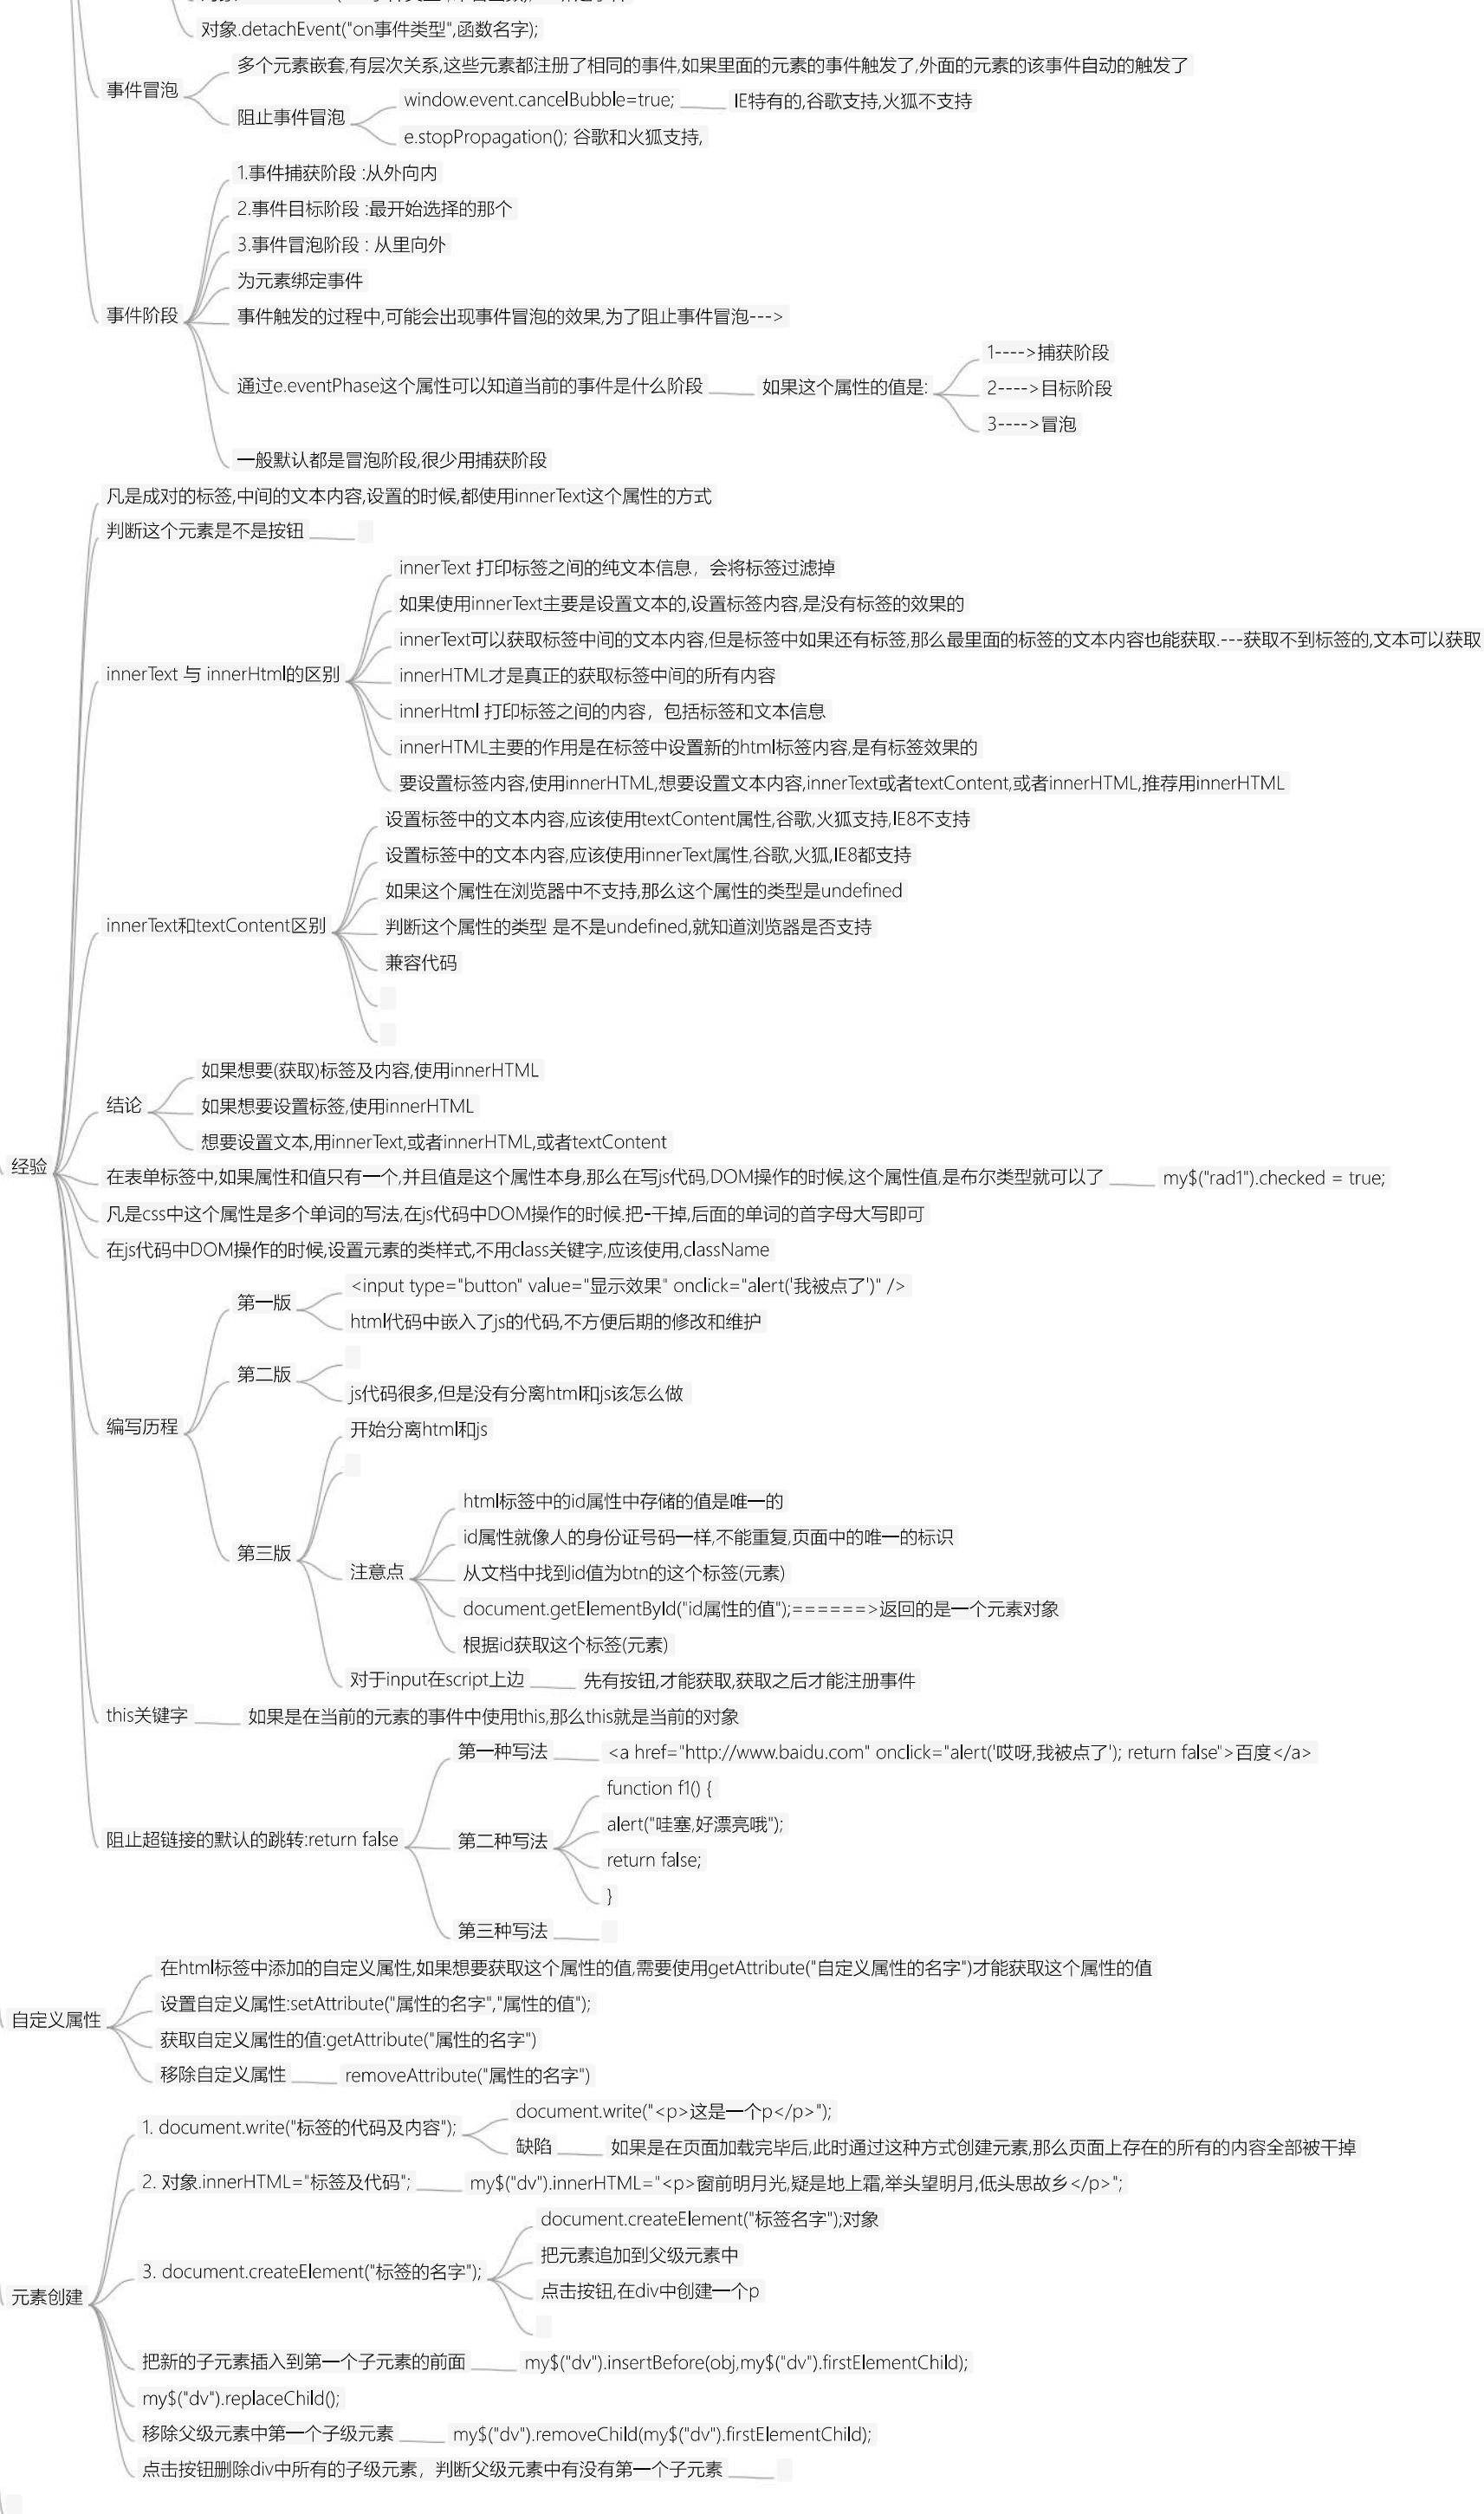 对象.detachEvent("on事件类型",函数名字);
事件冒泡
多个元素嵌套,有层次关系,这些元素都注册了相同的事件,如果里面的元素的事件触发了,外面的元素的该事件自动的触发了
阻止事件冒泡
window.event.cancelBubble=true;
IE特有的,谷歌支持,火狐不支持
e.stopPropagation(); 谷歌和火狐支持,
事件阶段
1.事件捕获阶段 :从外向内
2.事件目标阶段 :最开始选择的那个
3.事件冒泡阶段 : 从里向外
为元素绑定事件
事件触发的过程中,可能会出现事件冒泡的效果,为了阻止事件冒泡--->
通过e.eventPhase这个属性可以知道当前的事件是什么阶段
如果这个属性的值是:
1---->捕获阶段
2---->目标阶段
3---->冒泡
一般默认都是冒泡阶段,很少用捕获阶段
经验
凡是成对的标签,中间的文本内容,设置的时候,都使用innerText这个属性的方式
判断这个元素是不是按钮
innerText 与 innerHtml的区别
innerText 打印标签之间的纯文本信息，会将标签过滤掉
如果使用innerText主要是设置文本的,设置标签内容,是没有标签的效果的
innerText可以获取标签中间的文本内容,但是标签中如果还有标签,那么最里面的标签的文本内容也能获取.---获取不到标签的,文本可以获取
innerHTML才是真正的获取标签中间的所有内容
innerHtml 打印标签之间的内容，包括标签和文本信息
innerHTML主要的作用是在标签中设置新的html标签内容,是有标签效果的
要设置标签内容,使用innerHTML,想要设置文本内容,innerText或者textContent,或者innerHTML,推荐用innerHTML
innerText和textContent区别
设置标签中的文本内容,应该使用textContent属性,谷歌,火狐支持,IE8不支持
设置标签中的文本内容,应该使用innerText属性,谷歌,火狐,IE8都支持
如果这个属性在浏览器中不支持,那么这个属性的类型是undefined
判断这个属性的类型 是不是undefined,就知道浏览器是否支持
兼容代码
结论
如果想要(获取)标签及内容,使用innerHTML
如果想要设置标签,使用innerHTML
想要设置文本,用innerText,或者innerHTML,或者textContent
在表单标签中,如果属性和值只有一个,并且值是这个属性本身,那么在写js代码,DOM操作的时候,这个属性值,是布尔类型就可以了
my$("rad1").checked = true;
凡是css中这个属性是多个单词的写法,在js代码中DOM操作的时候.把-干掉,后面的单词的首字母大写即可
在js代码中DOM操作的时候,设置元素的类样式,不用class关键字,应该使用,className
编写历程
第一版
<input type="button" value="显示效果" onclick="alert('我被点了')" />
html代码中嵌入了js的代码,不方便后期的修改和维护
第二版
js代码很多,但是没有分离html和js该怎么做
第三版
开始分离html和js
注意点
html标签中的id属性中存储的值是唯一的
id属性就像人的身份证号码一样,不能重复,页面中的唯一的标识
从文档中找到id值为btn的这个标签(元素)
document.getElementById("id属性的值");======>返回的是一个元素对象
根据id获取这个标签(元素)
对于input在script上边
先有按钮,才能获取,获取之后才能注册事件
this关键字
如果是在当前的元素的事件中使用this,那么this就是当前的对象
阻止超链接的默认的跳转:return false
第一种写法
<a href="http://www.baidu.com" onclick="alert('哎呀,我被点了'); return false">百度</a>
第二种写法
function f1() {
alert("哇塞,好漂亮哦");
return false;
}
第三种写法
自定义属性
在html标签中添加的自定义属性,如果想要获取这个属性的值,需要使用getAttribute("自定义属性的名字")才能获取这个属性的值
设置自定义属性:setAttribute("属性的名字","属性的值");
获取自定义属性的值:getAttribute("属性的名字")
移除自定义属性
removeAttribute("属性的名字")
元素创建
1. document.write("标签的代码及内容");
document.write("<p>这是一个p</p>");
缺陷
如果是在页面加载完毕后,此时通过这种方式创建元素,那么页面上存在的所有的内容全部被干掉
2. 对象.innerHTML="标签及代码";
my$("dv").innerHTML="<p>窗前明月光,疑是地上霜,举头望明月,低头思故乡</p>";
3. document.createElement("标签的名字");
document.createElement("标签名字");对象
把元素追加到父级元素中
点击按钮,在div中创建一个p
把新的子元素插入到第一个子元素的前面
my$("dv").insertBefore(obj,my$("dv").firstElementChild);
my$("dv").replaceChild();
移除父级元素中第一个子级元素
my$("dv").removeChild(my$("dv").firstElementChild);
点击按钮删除div中所有的子级元素，判断父级元素中有没有第一个子元素